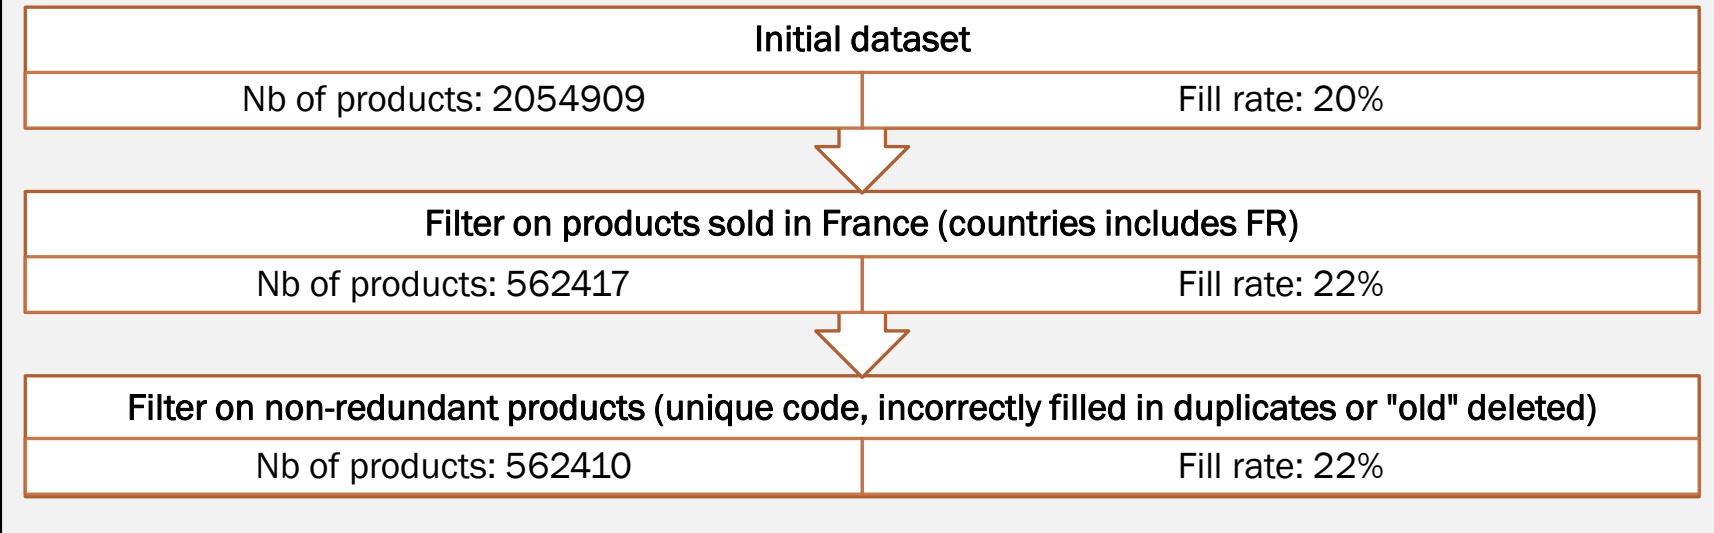 Initial dataset
Nb of products: 2054909
Fill rate: 20%
Filter on products sold in France (countries includes FR)
Nb of products: 562417
Fill rate: 22%
Filter on non-redundant products (unique code, incorrectly filled in duplicates or "old" deleted)
Nb of products: 562410
Fill rate: 22%